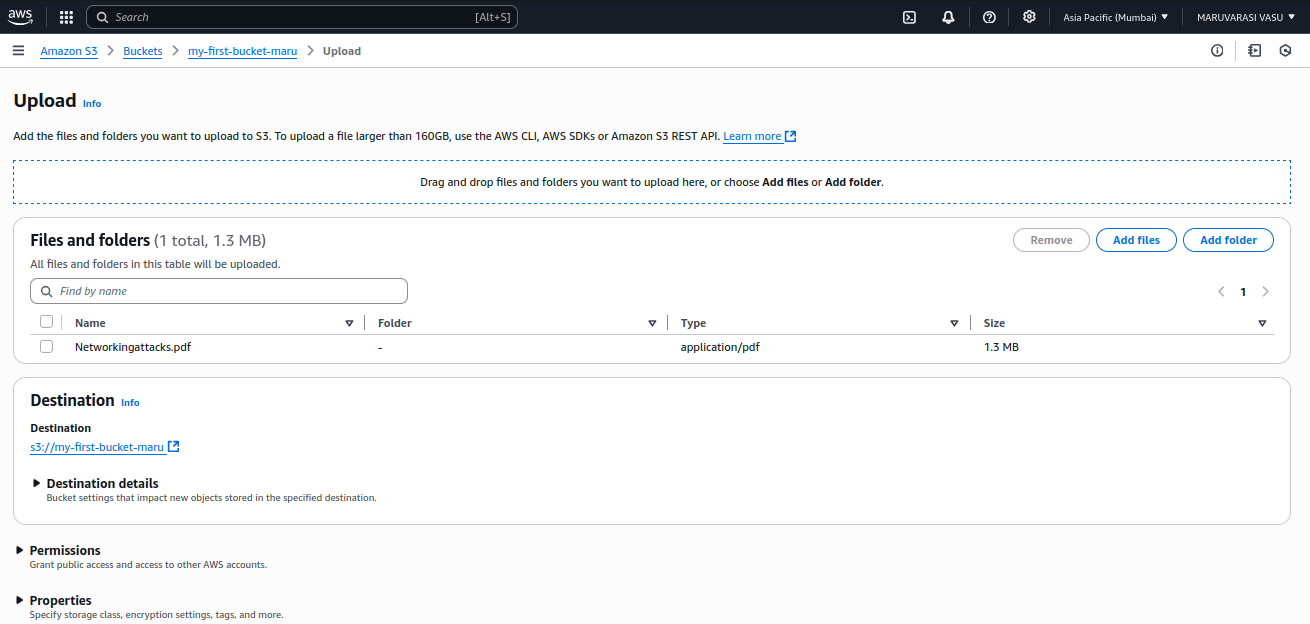 aws Search [Alt+S] Asia Pacific (Mumbai) MARUVARASI VASU
Amazon S3 Buckets my-first-bucket-maru Upload
Upload Info
Add the files and folders you want to upload to S3. To upload a file larger than 160GB, use the AWS CLI, AWS SDKs or Amazon S3 REST API. Learn more
Drag and drop files and folders you want to upload here, or choose Add files or Add folder.
Files and folders (1 total, 1.3 MB) Remove Add files Add folder
All files and folders in this table will be uploaded.
Find by name 1
Name Folder Type Size
Networkingattacks.pdf - application/pdf 1.3 MB
Destination Info
Destination
s3://my-first-bucket-maru
Destination details
Bucket settings that impact new objects stored in the specified destination.
Permissions
Grant public access and access to other AWS accounts.
Properties
Specify storage class, encryption settings, tags, and more.